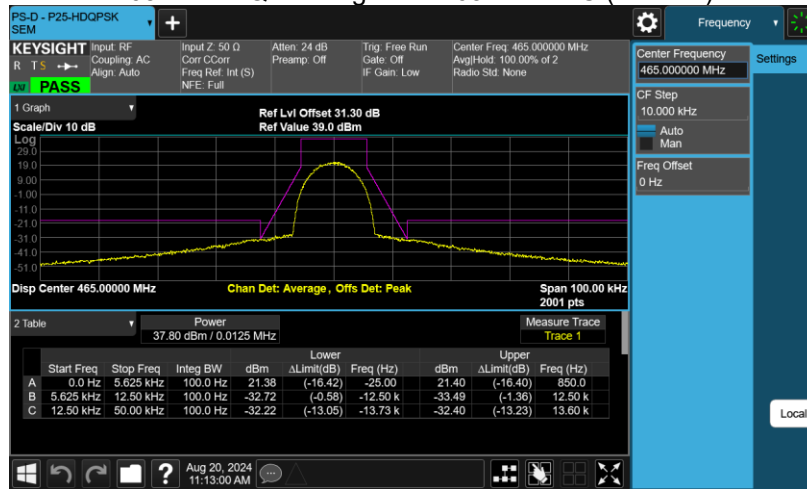 PS-D - P25-HDQPSK
SEM
Frequency
KEYSIGHT
R T S
LXI
PASS
Input: RF
Coupling: AC
Align: Auto
Input Z: 50 Ω
Corr CCorr
Freq Ref: Int (S)
NFE: Full
Atten: 24 dB
Preamp: Off
Trig: Free Run
Gate: Off
IF Gain: Low
Center Freq: 465.000000 MHz
Avg|Hold: 100.00% of 2
Radio Std: None
1 Graph
Scale/Div 10 dB
Ref Lvl Offset 31.30 dB
Ref Value 39.0 dBm
Log
29.0
19.0
9.00
-1.00
-11.0
-21.0
-31.0
-41.0
-51.0
Disp Center 465.00000 MHz
Chan Det: Average, Offs Det: Peak
Span 100.00 kHz
2001 pts
2 Table
Power
37.80 dBm / 0.0125 MHz
Measure Trace
Trace 1
Lower Upper
Start Freq Stop Freq Integ BW dBm ΔLimit(dB) Freq (Hz) dBm ΔLimit(dB) Freq (Hz)
A 0.0 Hz 5.625 kHz 100.0 Hz 21.38 (-16.42) -25.00 21.40 (-16.40) 850.0
B 5.625 kHz 12.50 kHz 100.0 Hz -32.72 (-0.58) -12.50 k -33.49 (-1.36) 12.50 k
C 12.50 kHz 50.00 kHz 100.0 Hz -32.22 (-13.05) -13.73 k -32.40 (-13.23) 13.60 k
Aug 20, 2024
11:13:00 AM
Center Frequency
465.000000 MHz
Settings
CF Step
10.000 kHz
Auto
Man
Freq Offset
0 Hz
Local